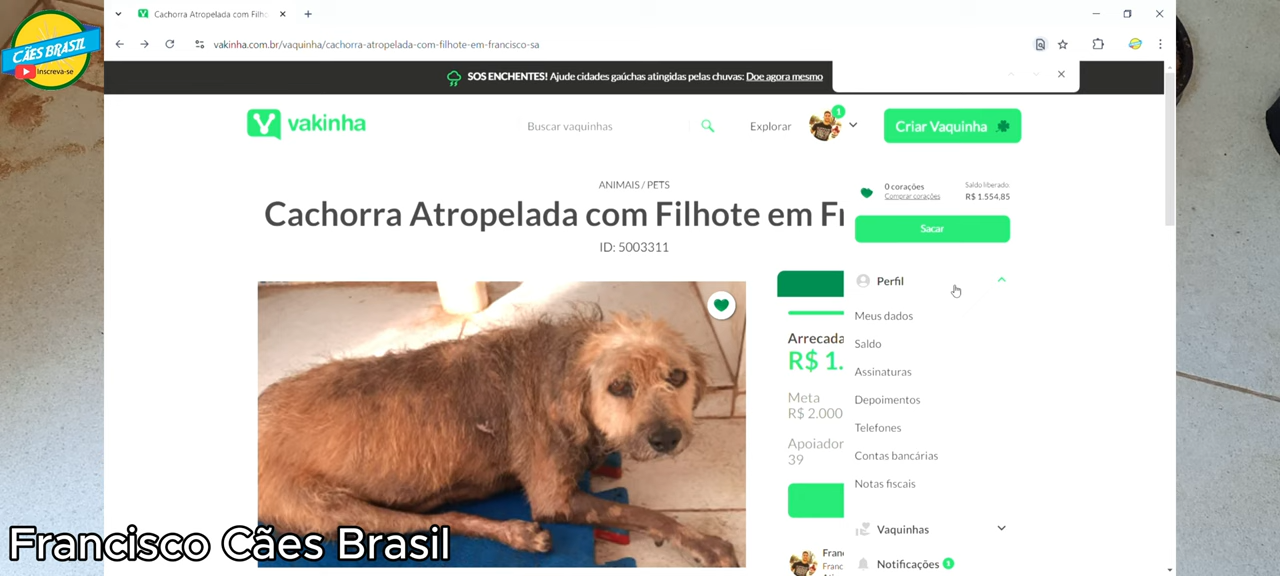 CÃES BRASIL
Inscreva-se
Cachorra Atropelada com Filh
vakinha.com.br/vaquinha/cachorra-atropelada-com-filhote-em-francisco-sa
SOS ENCHENTES! Ajude cidades gaúchas atingidas pelas chuvas: Doe agora mesmo
vakinha
Buscar vaquinhas
Explorar
1
Criar Vaquinha
ANIMAIS / PETS
Cachorra Atropelada com Filhote em Fr
ID: 5003311
0 corações
Comprar corações
Saldo liberado:
R$ 1.554,85
Sacar
Perfil
Meus dados
Saldo
Assinaturas
Depoimentos
Telefones
Contas bancárias
Notas fiscais
Vaquinhas
Notificações
Arrecada
R$ 1.
Meta
R$ 2.000
Apoiador
39
Franc
Franc
Francisco Cães Brasil